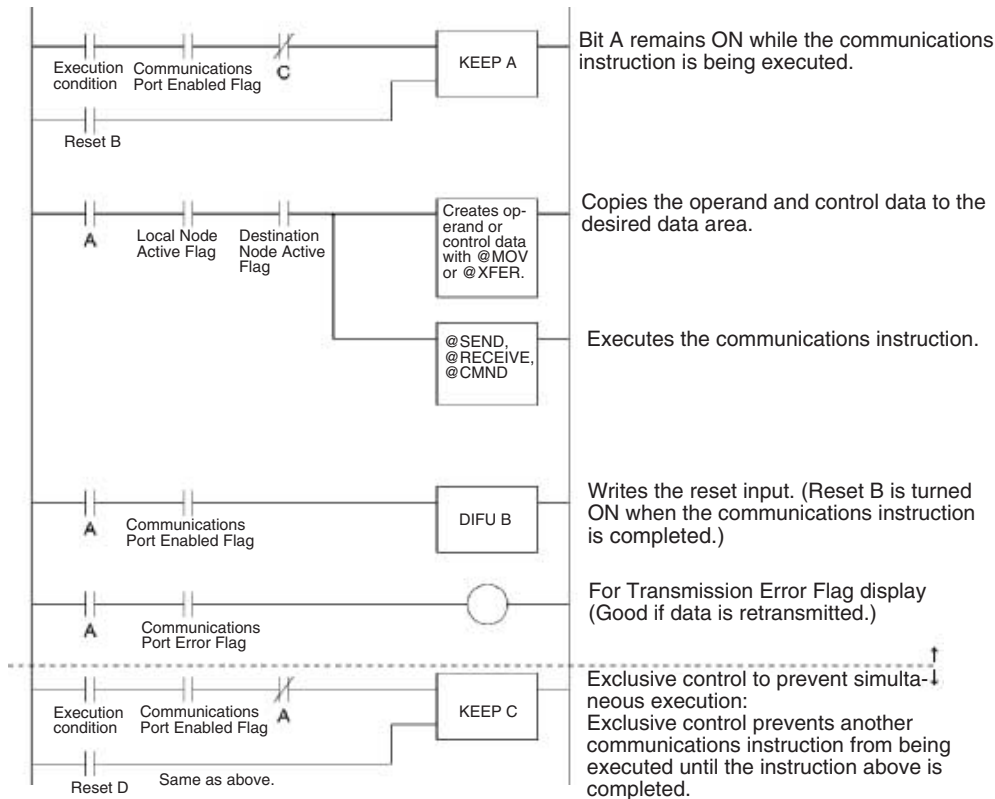 Execution
condition
Communications
Port Enabled Flag
C
KEEP A
Bit A remains ON while the communications
instruction is being executed.
Reset B
A
Local Node
Active Flag
Destination
Node Active
Flag
Creates op-
erand or
control data
with @MOV
or @XFER.
Copies the operand and control data to the
desired data area.
@SEND,
@RECEIVE,
@CMND
Executes the communications instruction.
A
Communications
Port Enabled Flag
DIFU B
Writes the reset input. (Reset B is turned
ON when the communications instruction
is completed.)
A
Communications
Port Error Flag
For Transmission Error Flag display
(Good if data is retransmitted.)
Execution
condition
Communications
Port Enabled Flag
A
KEEP C
Reset D
Same as above.
Exclusive control to prevent simulta-
neous execution:
Exclusive control prevents another
communications instruction from being
executed until the instruction above is
completed.